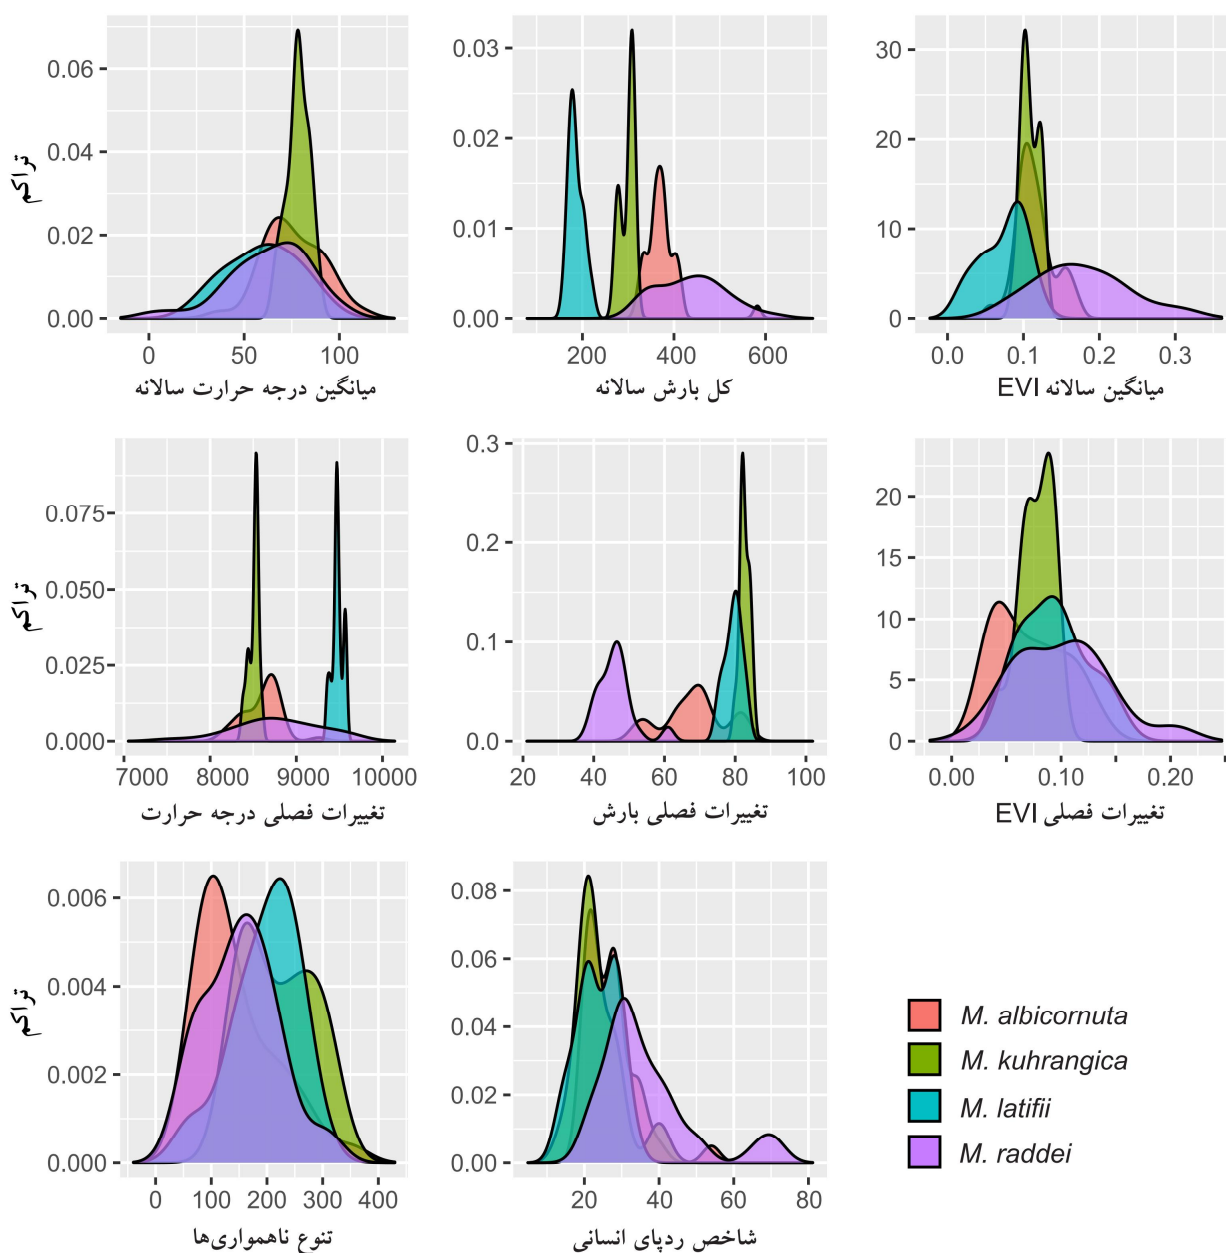 تراکم
0.06
0.04
0.02
0.00
0 50 100
میانگین درجه حرارت سالانه
0.03
0.02
0.01
0.00
200 400 600
کل بارش سالانه
30
20
10
0
0.0 0.1 0.2 0.3
میانگین سالانه EVI
تراکم
0.075
0.050
0.025
0.000
7000 8000 9000 10000
تغییرات فصلی درجه حرارت
0.3
0.2
0.1
0.0
20 40 60 80 100
تغییرات فصلی بارش
20
15
10
5
0
0.00 0.10 0.20
تغییرات فصلی EVI
تراکم
0.006
0.004
0.002
0.000
0 100 200 300 400
تنوع ناهمواری‌ها
0.08
0.06
0.04
0.02
0.00
20 40 60 80
شاخص ردپای انسانی
M. albicornuta
M. kuhrangica
M. latifii
M. raddei